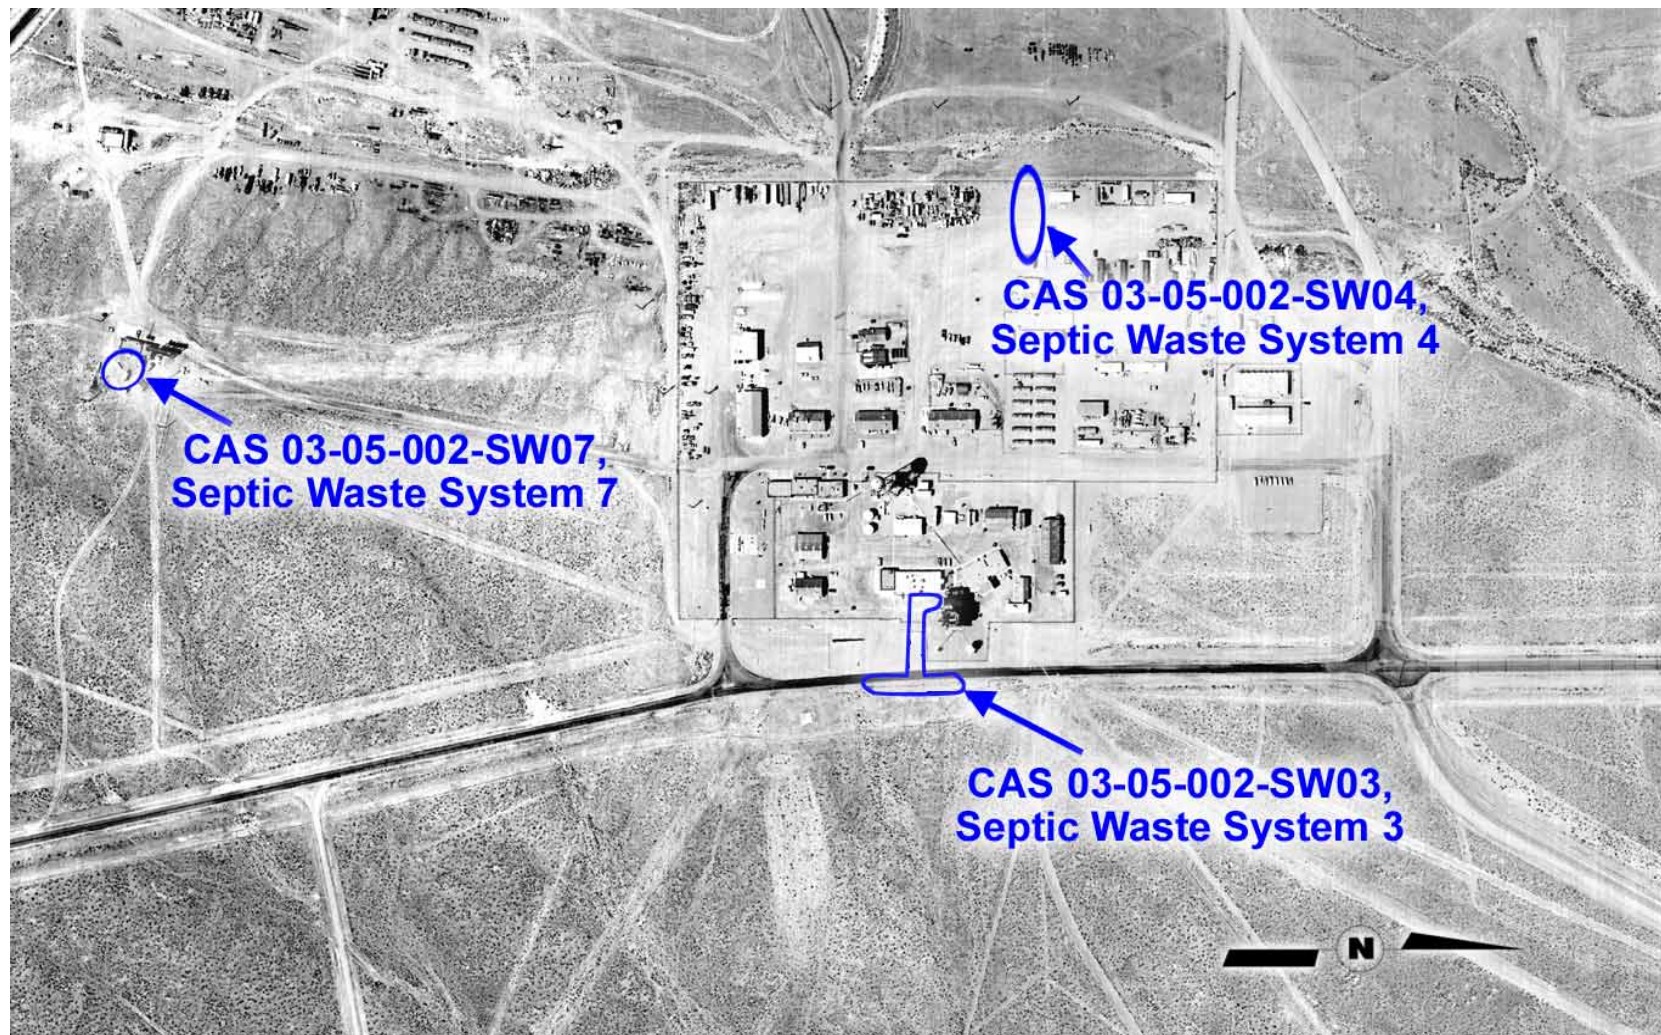 CAS 03-05-002-SW04,
Septic Waste System 4
CAS 03-05-002-SW07,
Septic Waste System 7
CAS 03-05-002-SW03,
Septic Waste System 3
N